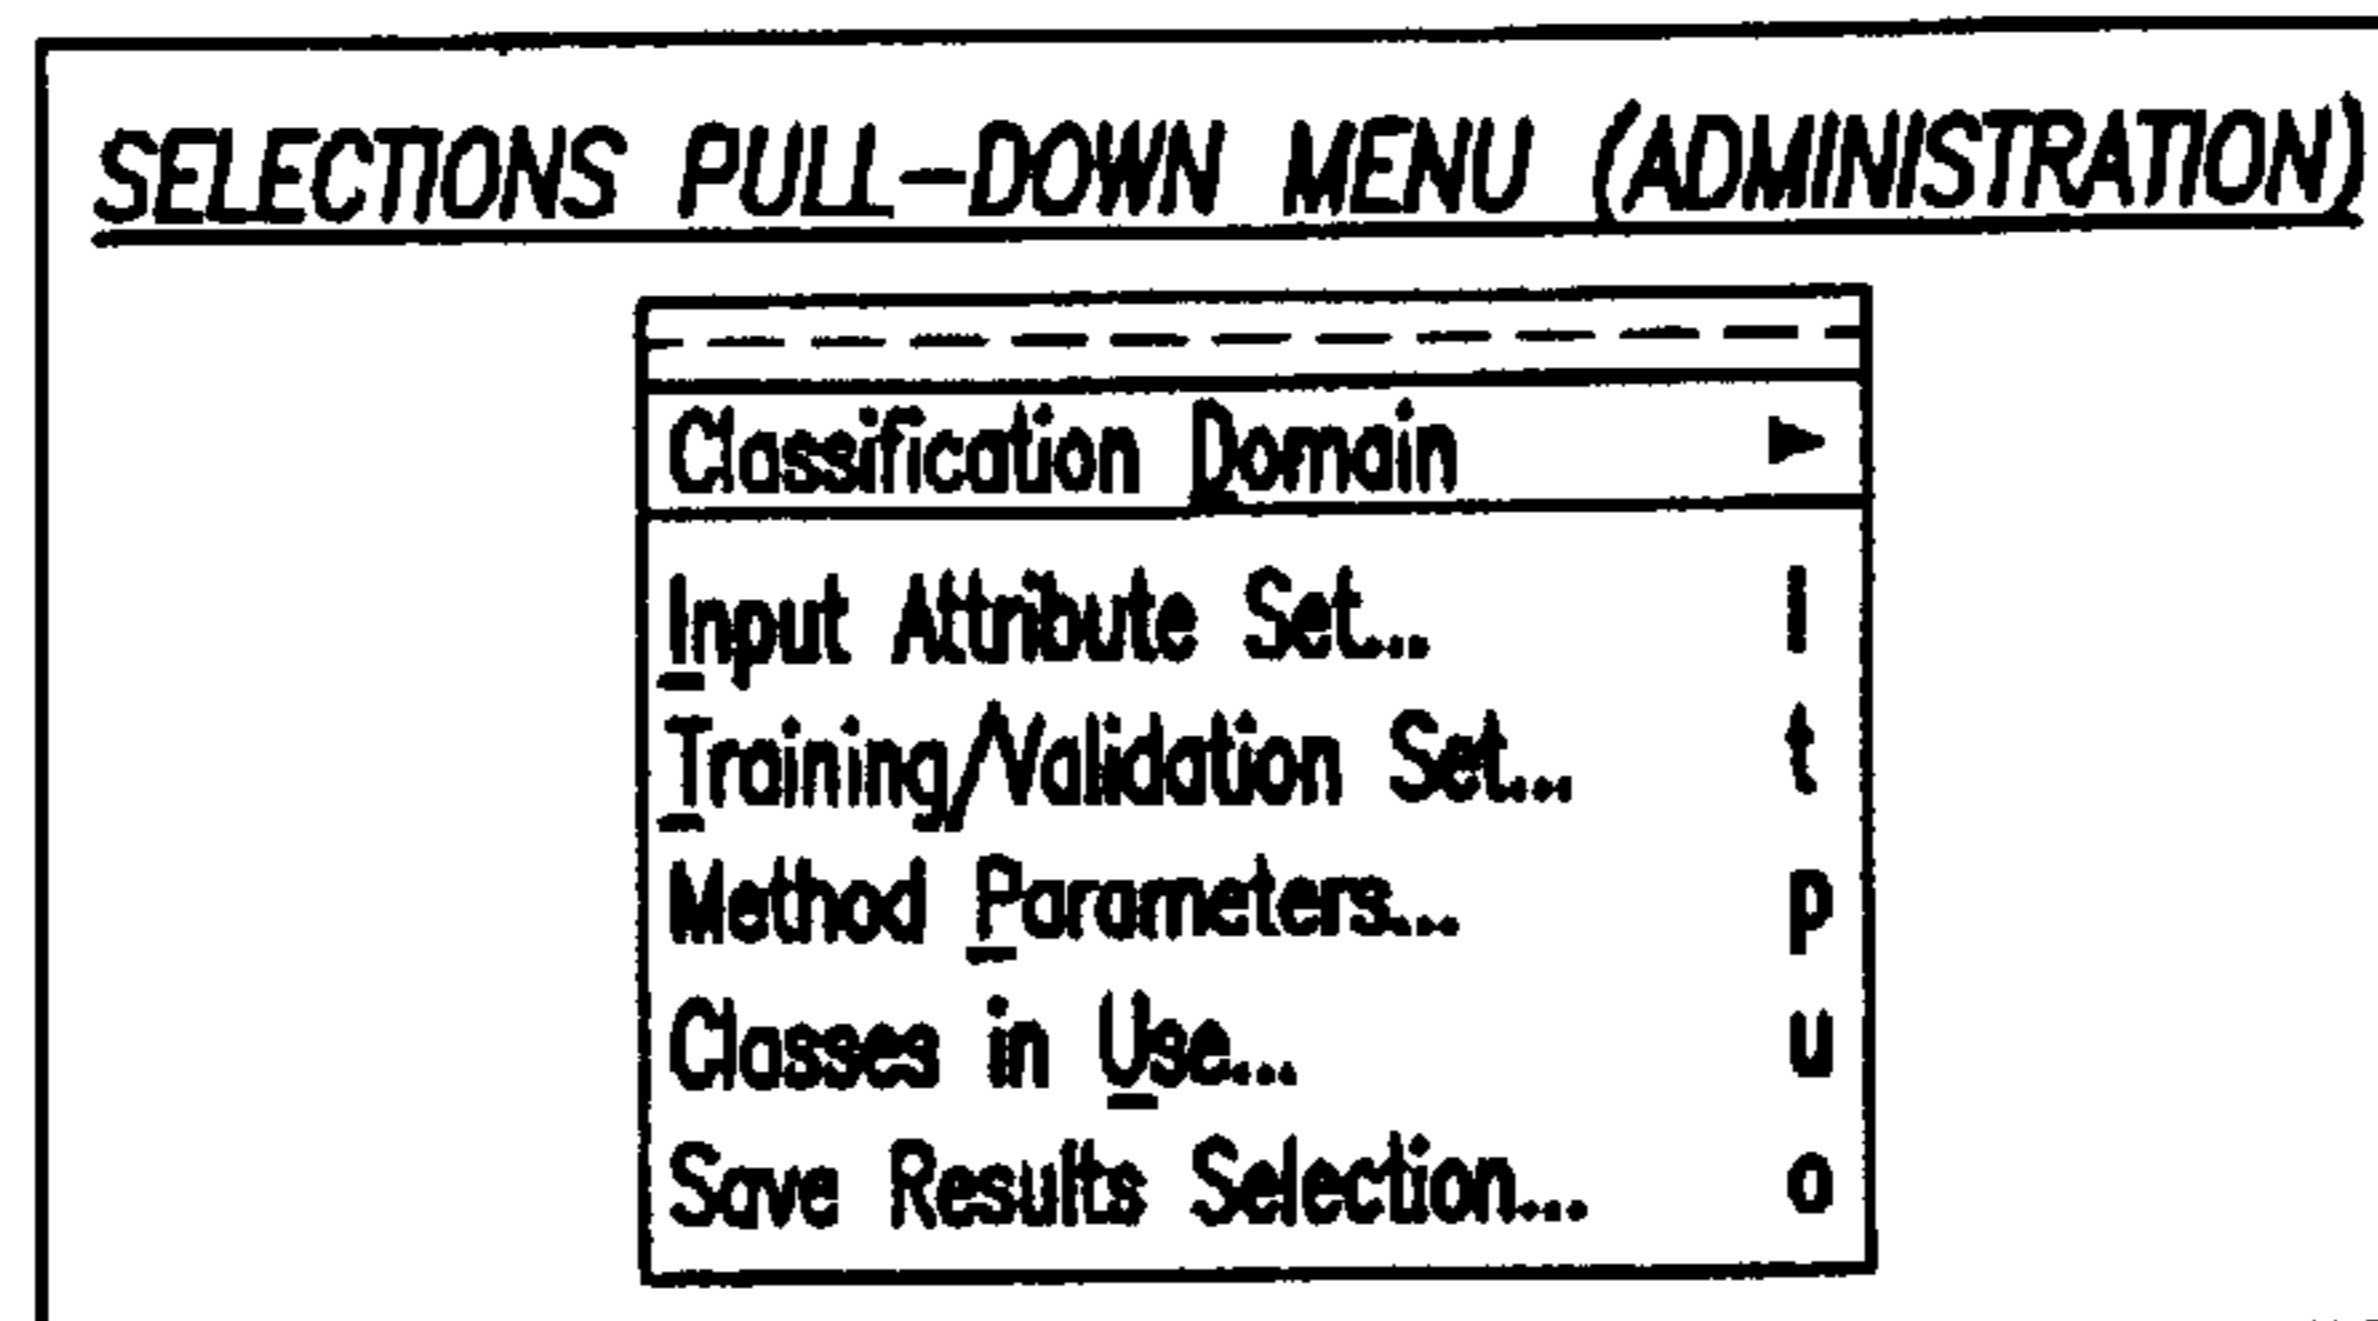 SELECTIONS PULL-DOWN MENU (ADMINISTRATION)
Classification Domain ►
Input Attribute Set... I
Training/Validation Set... t
Method Parameters... p
Classes in Use... u
Save Results Selection... o